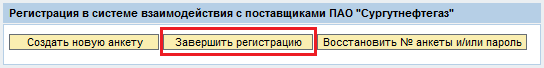 Регистрация в системе взаимодействия с поставщиками ПАО "Сургутнефтегаз"
Создать новую анкету Завершить регистрацию Восстановить № анкеты и/или пароль